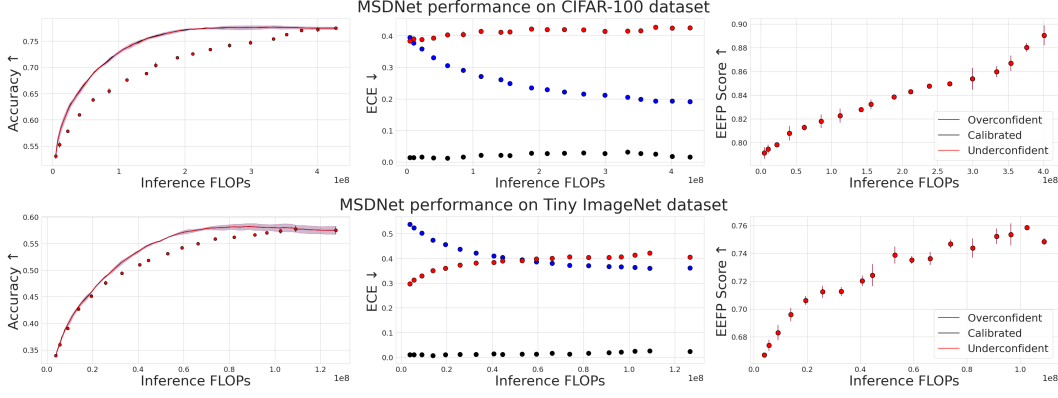 MSDNet performance on CIFAR-100 dataset
Accuracy ↑
0.75
0.70
0.65
0.60
0.55
0 1 2 3 4
1e8
Inference FLOPs
ECE ↓
0.4
0.3
0.2
0.1
0.0
0 1 2 3 4
1e8
Inference FLOPs
EEFP Score ↑
0.90
0.88
0.86
0.84
0.82
0.80
0.0 0.5 1.0 1.5 2.0 2.5 3.0 3.5 4.0
1e8
Inference FLOPs
Overconfident
Calibrated
Underconfident
MSDNet performance on Tiny ImageNet dataset
Accuracy ↑
0.60
0.55
0.50
0.45
0.40
0.35
0.0 0.2 0.4 0.6 0.8 1.0 1.2
1e8
Inference FLOPs
ECE ↓
0.5
0.4
0.3
0.2
0.1
0.0
0.0 0.2 0.4 0.6 0.8 1.0 1.2
1e8
Inference FLOPs
EEFP Score ↑
0.76
0.74
0.72
0.70
0.68
0.0 0.2 0.4 0.6 0.8 1.0
1e8
Inference FLOPs
Overconfident
Calibrated
Underconfident